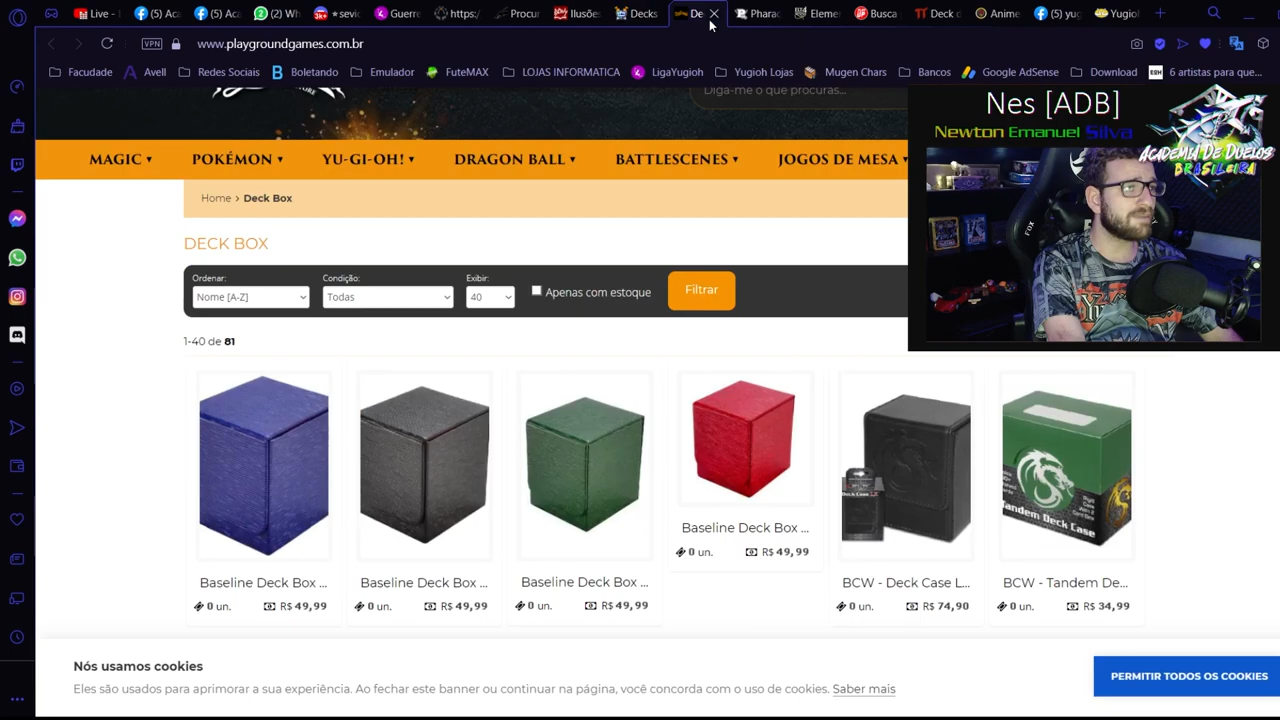 Live -
(5) Aca
(5) Aca
(2) Wh
sevic
Guerre
https:/
Procur
Ilusões
Decks
De
Pharac
Eleme
Busca
Deck d
Anime
(5) yug
Yugiol
VPN
www.playgroundgames.com.br
Facudade
Avell
Redes Sociais
Boletando
Emulador
FuteMAX
LOJAS INFORMATICA
LigaYugioh
Yugioh Lojas
Mugen Chars
Bancos
Google AdSense
Download
6 artistas para que...
Diga-me o que procuras...
Nes [ADB]
Newton Emanuel Silva
ACADEMIA DE DUELOS
BRASILEIRA
MAGIC ▾
POKÉMON ▾
YU-GI-OH! ▾
DRAGON BALL ▾
BATTLESCENES ▾
JOGOS DE MESA ▾
Home > Deck Box
DECK BOX
Ordenar:
Condição:
Exibir:
Nome [A-Z]
Todas
40
Apenas com estoque
Filtrar
1-40 de 81
FOX
Tandem Deck Case
Baseline Deck Box ...
0 un. R$ 49,99
Baseline Deck Box ...
0 un. R$ 49,99
Baseline Deck Box ...
0 un. R$ 49,99
Baseline Deck Box ...
0 un. R$ 49,99
BCW - Deck Case L...
0 un. R$ 74,90
BCW - Tandem De...
0 un. R$ 34,99
Nós usamos cookies
Eles são usados para aprimorar a sua experiência. Ao fechar este banner ou continuar na página, você concorda com o uso de cookies. Saber mais
PERMITIR TODOS OS COOKIES